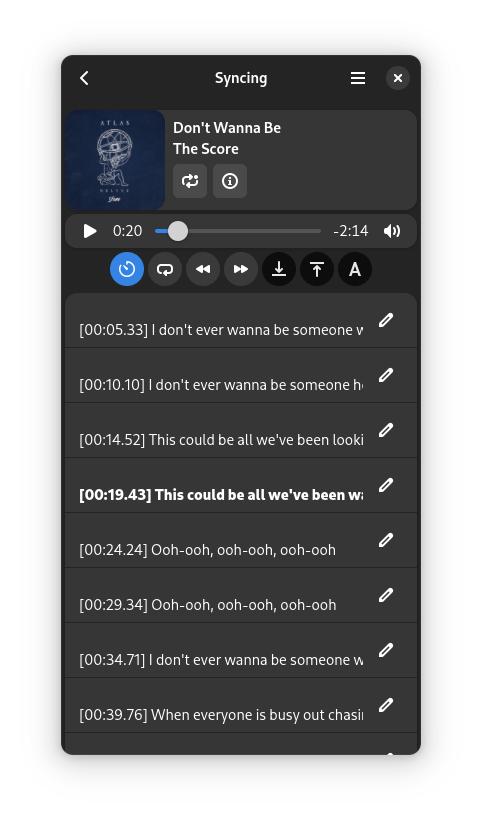 Syncing
ATLAS
Don't Wanna Be
The Score
0:20
-2:14
A
[00:05.33] I don't ever wanna be someone w
[00:10.10] I don't ever wanna be someone h
[00:14.52] This could be all we've been looki
[00:19.43] This could be all we've been wa
[00:24.24] Ooh-ooh, ooh-ooh, ooh-ooh
[00:29.34] Ooh-ooh, ooh-ooh, ooh-ooh
[00:34.71] I don't ever wanna be someone w
[00:39.76] When everyone is busy out chasi